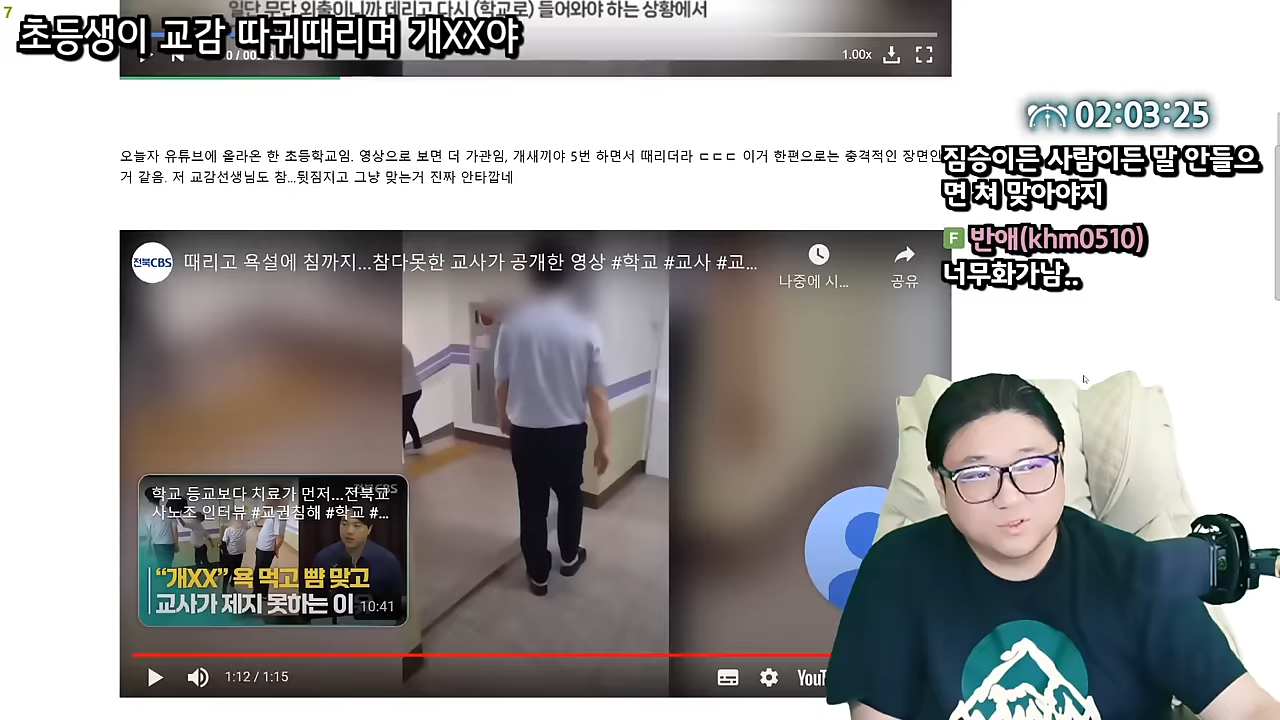 7
일단 무단 외출이니까 데리고 다시 (학교로) 들어와야 하는 상황에서
초등생이 교감 따귀때리며 개XX야
1.00x
02:03:25
오늘자 유튜브에 올라온 한 초등학교임. 영상으로 보면 더 가관임, 개새끼야 5번 하면서 때리더라 ㄷㄷㄷ 이거 한편으로는 충격적인 장면인
거 같음. 저 교감선생님도 참...뒷짐지고 그냥 맞는거 진짜 안타깝네
짐승이든 사람이든 말 안들으
면 쳐 맞아야지
F 반애(khm0510)
너무화가남..
전북CBS
때리고 욕설에 침까지...참다못한 교사가 공개한 영상 #학교 #교사 #교...
나중에 시...
공유
학교 등교보다 치료가 먼저...전북교
사노조 인터뷰 #교권침해 #학교 #...
"개XX" 욕 먹고 뺨 맞고
교사가 제지 못하는 이
10:41
1:12 / 1:15